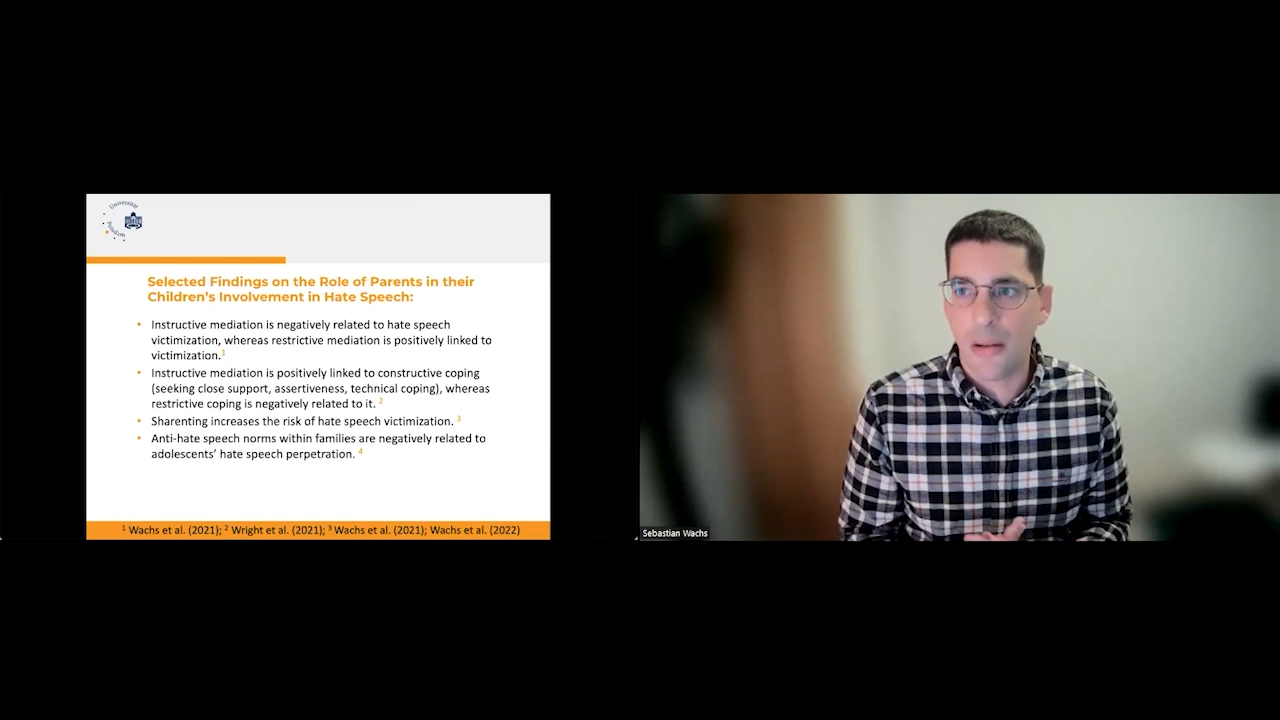 Universität
Potsdam
Selected Findings on the Role of Parents in their
Children's Involvement in Hate Speech:
• Instructive mediation is negatively related to hate speech
victimization, whereas restrictive mediation is positively linked to
victimization.1
• Instructive mediation is positively linked to constructive coping
(seeking close support, assertiveness, technical coping), whereas
restrictive coping is negatively related to it. 2
• Sharenting increases the risk of hate speech victimization. 3
• Anti-hate speech norms within families are negatively related to
adolescents' hate speech perpetration. 4
1 Wachs et al. (2021); 2 Wright et al. (2021); 3 Wachs et al. (2021); Wachs et al. (2022)
Sebastian Wachs